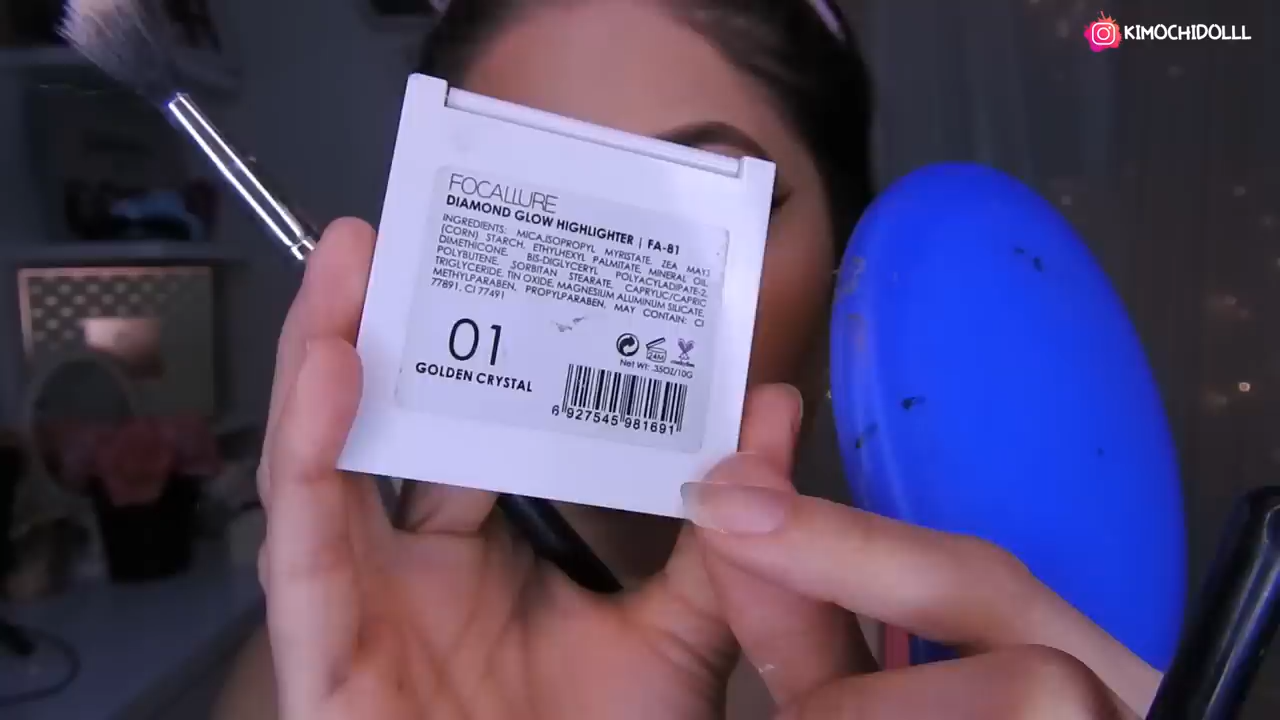 KIMOCHIDOLLL
FOCALLURE
DIAMOND GLOW HIGHLIGHTER | FA-81
INGREDIENTS: MICA,ISOPROPYL MYRISTATE, ZEA MAYS
(CORN) STARCH, ETHYLHEXYL PALMITATE, MINERAL OIL,
DIMETHICONE, BIS-DIGLYCERYL POLYACYLADIPATE-2,
POLYBUTENE, SORBITAN STEARATE, CAPRYLIC/CAPRIC
TRIGLYCERIDE, TIN OXIDE, MAGNESIUM ALUMINUM SILICATE,
METHYLPARABEN, PROPYLPARABEN, MAY CONTAIN: CI
77891, CI 77491
01
GOLDEN CRYSTAL
24M
Net Wt: .35OZ/10G
6 927545 981691